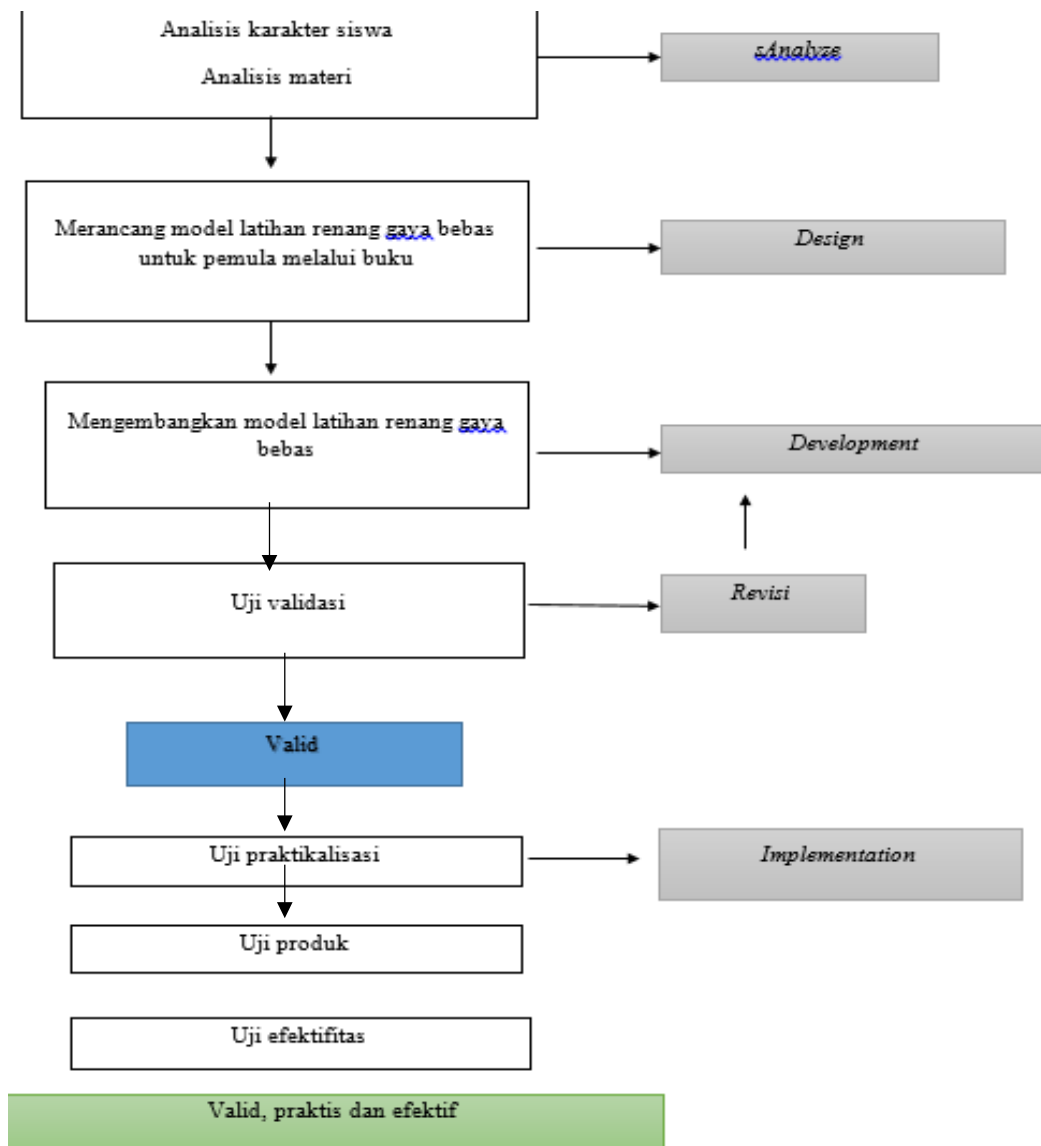 Analisis karakter siswa
Analisis materi
sAnalyze
Merancang model latihan renang gaya bebas
untuk pemula melalui buku
Design
Mengembangkan model latihan renang gaya
bebas
Development
Uji validasi
Revisi
Valid
Uji praktikalisasi
Implementation
Uji produk
Uji efektifitas
Valid, praktis dan efektif